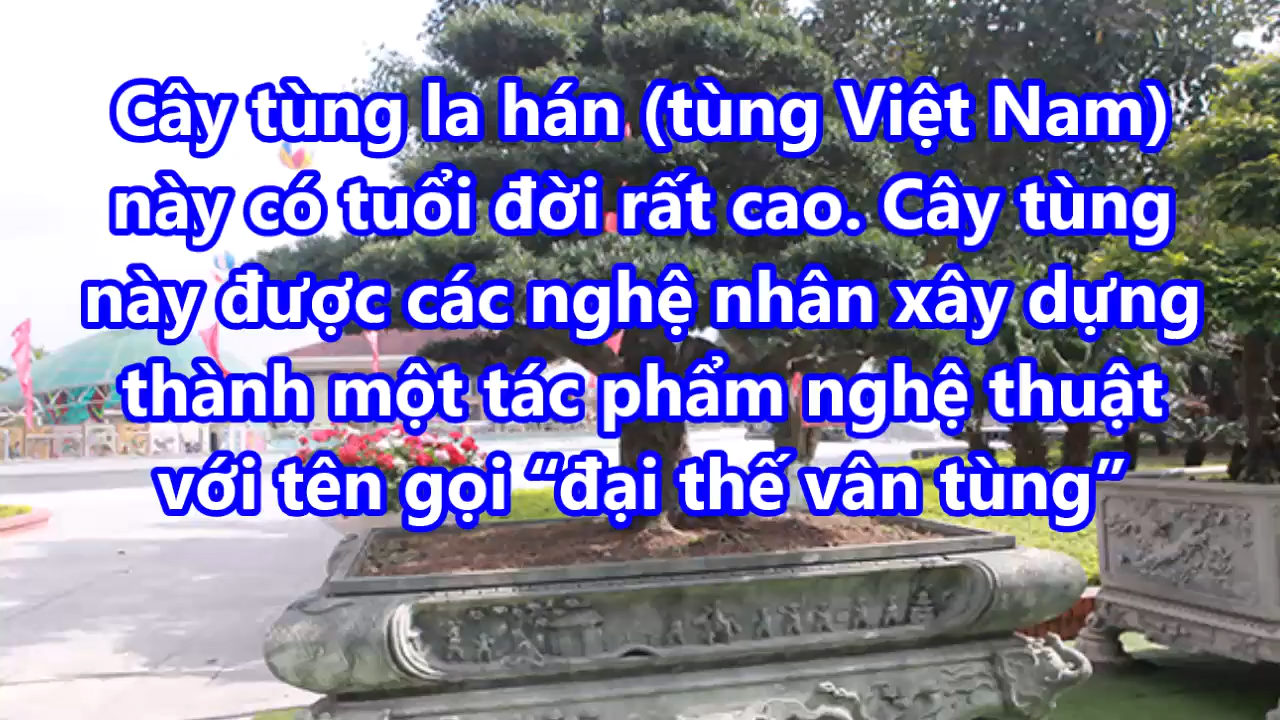 Cây tùng la hán (tùng Việt Nam)
này có tuổi đời rất cao. Cây tùng
này được các nghệ nhân xây dựng
thành một tác phẩm nghệ thuật
với tên gọi “đại thế vân tùng”